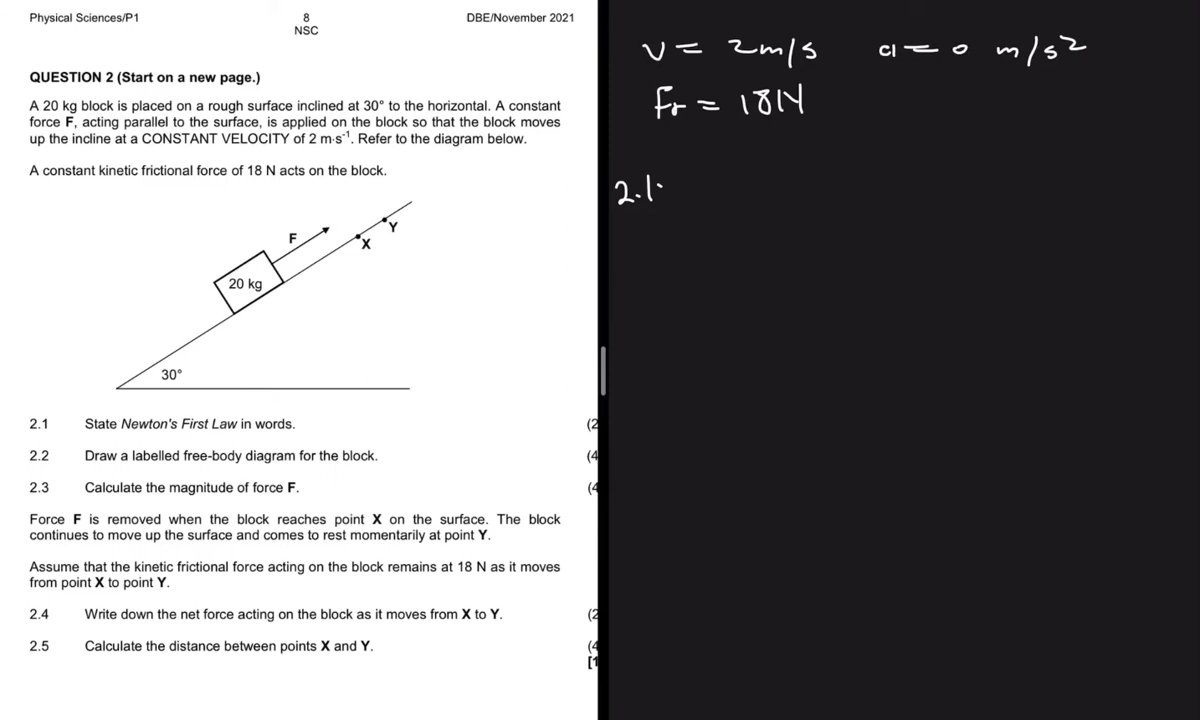 Physical Sciences/P1
8
DBE/November 2021
NSC
QUESTION 2 (Start on a new page.)
A 20 kg block is placed on a rough surface inclined at 30° to the horizontal. A constant
force F, acting parallel to the surface, is applied on the block so that the block moves
up the incline at a CONSTANT VELOCITY of 2 m·s⁻¹. Refer to the diagram below.
A constant kinetic frictional force of 18 N acts on the block.
F
Y
X
20 kg
30°
2.1 State Newton's First Law in words. (2
2.2 Draw a labelled free-body diagram for the block. (4
2.3 Calculate the magnitude of force F. (4
Force F is removed when the block reaches point X on the surface. The block
continues to move up the surface and comes to rest momentarily at point Y.
Assume that the kinetic frictional force acting on the block remains at 18 N as it moves
from point X to point Y.
2.4 Write down the net force acting on the block as it moves from X to Y. (2
2.5 Calculate the distance between points X and Y. (4
[1
v = 2m/s a = 0 m/s²
Fr = 18N
2.1.